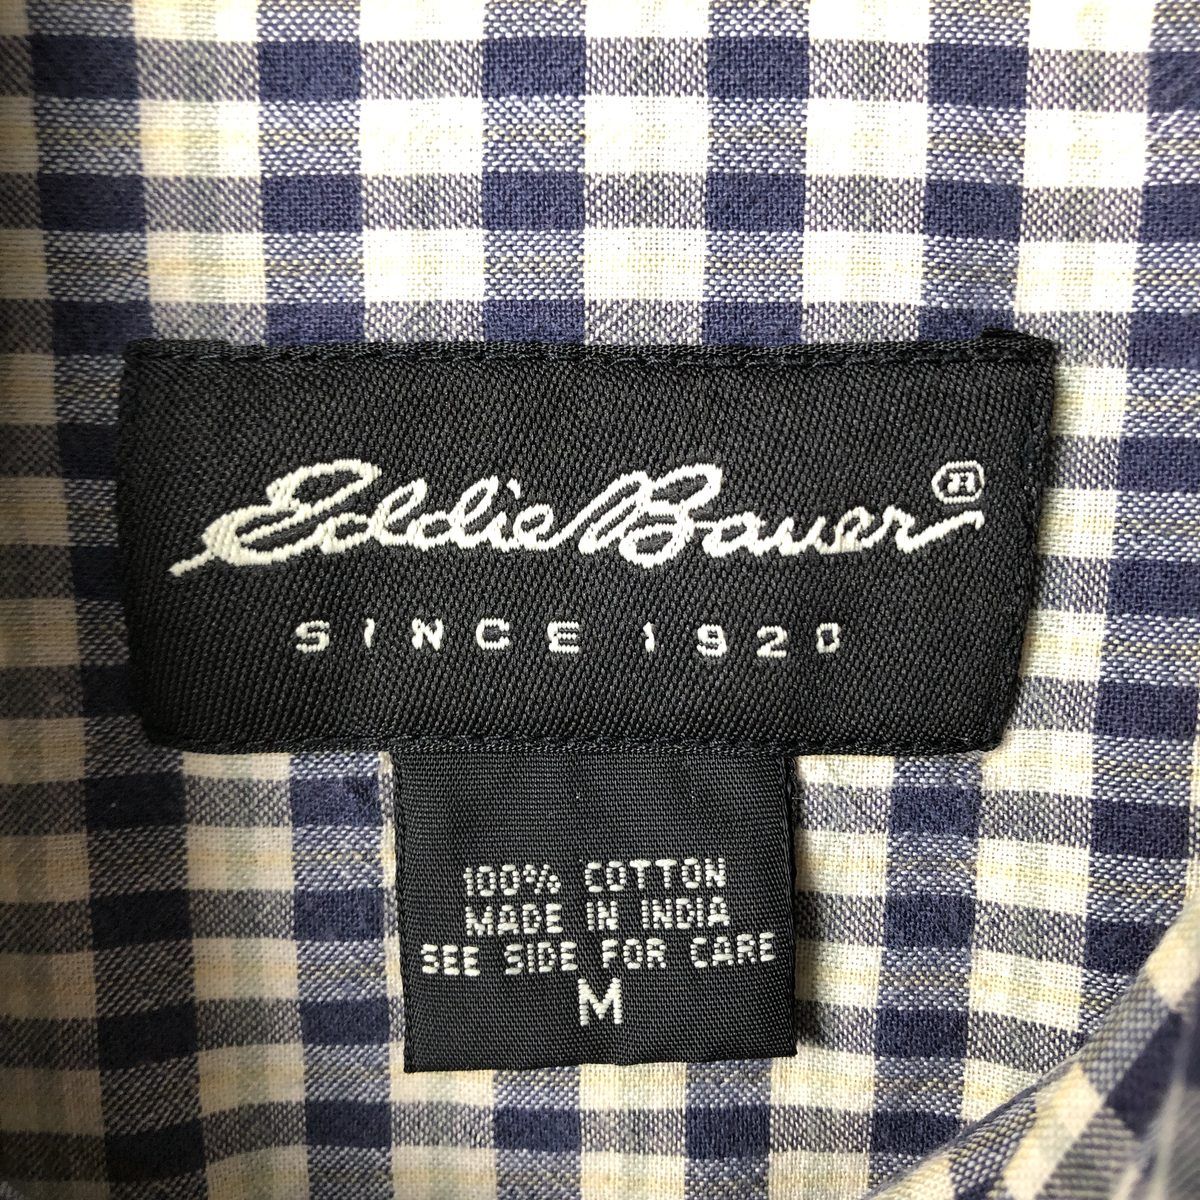 Eddie Bauer®
SINCE 1920
100% COTTON
MADE IN INDIA
SEE SIDE FOR CARE
M